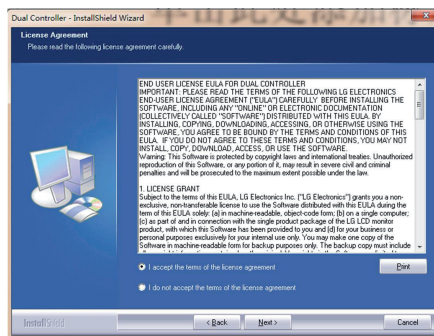 Dual Controller - InstallShield Wizard
License Agreement
Please read the following license agreement carefully.
END USER LICENSE EULA FOR DUAL CONTROLLER
IMPORTANT: PLEASE READ THE TERMS OF THE FOLLOWING LG ELECTRONICS
END-USER LICENSE AGREEMENT ("EULA") CAREFULLY BEFORE INSTALLING THE
SOFTWARE, INCLUDING ANY "ONLINE" OR ELECTRONIC DOCUMENTATION
(COLLECTIVELY CALLED "SOFTWARE") DISTRIBUTED WITH THIS EULA. BY
INSTALLING, COPYING, DOWNLOADING, ACCESSING, OR OTHERWISE USING THE
SOFTWARE, YOU AGREE TO BE BOUND BY THE TERMS AND CONDITIONS OF THIS
EULA. IF YOU DO NOT AGREE TO THESE TERMS AND CONDITIONS, YOU MAY NOT
INSTALL, COPY, DOWNLOAD, ACCESS, OR USE THE SOFTWARE.
Warning: This Software is protected by copyright laws and international treaties. Unauthorized
reproduction of this Software, or any portion of it, may result in severe civil and criminal
penalties and will be prosecuted to the maximum extent possible under the law.
1. LICENSE GRANT
Subject to the terms of this EULA, LG Electronics Inc. ("LG Electronics") grants you a non-
exclusive, non-transferable license to use the Software distributed with this EULA during the
term of this EULA solely: (a) in machine-readable, object-code form; (b) on a single computer;
(c) as part of and in connection with the single product package of the LG LCD monitor
product, with which this Software has been provided to you and (d) for your business or
personal purposes exclusively for your internal use only. You may make one copy of the
Software in machine-readable form for backup purposes only. The backup copy must include
I accept the terms of the license agreement
Print
I do not accept the terms of the license agreement
InstallShield
< Back
Next >
Cancel